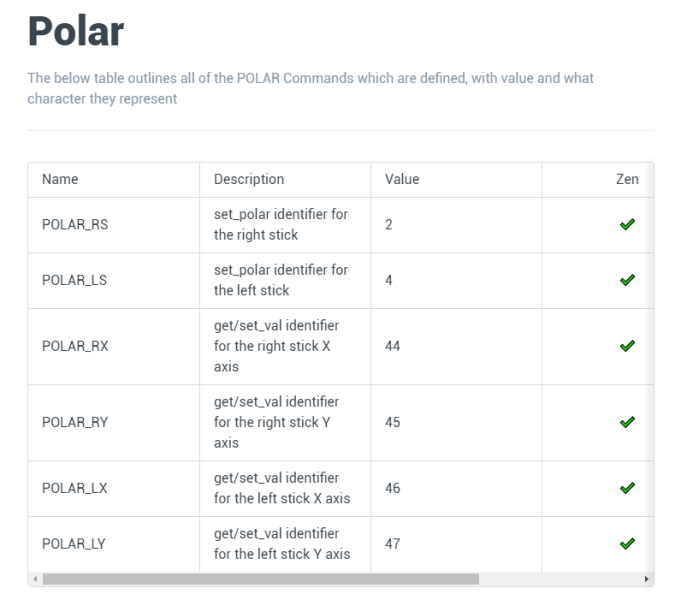 Polar
The below table outlines all of the POLAR Commands which are defined, with value and what
character they represent
Name Description Value Zen
POLAR_RS set_polar identifier for
the right stick 2
POLAR_LS set_polar identifier for
the left stick 4
POLAR_RX get/set_val identifier
for the right stick X
axis 44
POLAR_RY get/set_val identifier
for the right stick Y
axis 45
POLAR_LX get/set_val identifier
for the left stick X axis 46
POLAR_LY get/set_val identifier
for the left stick Y axis 47